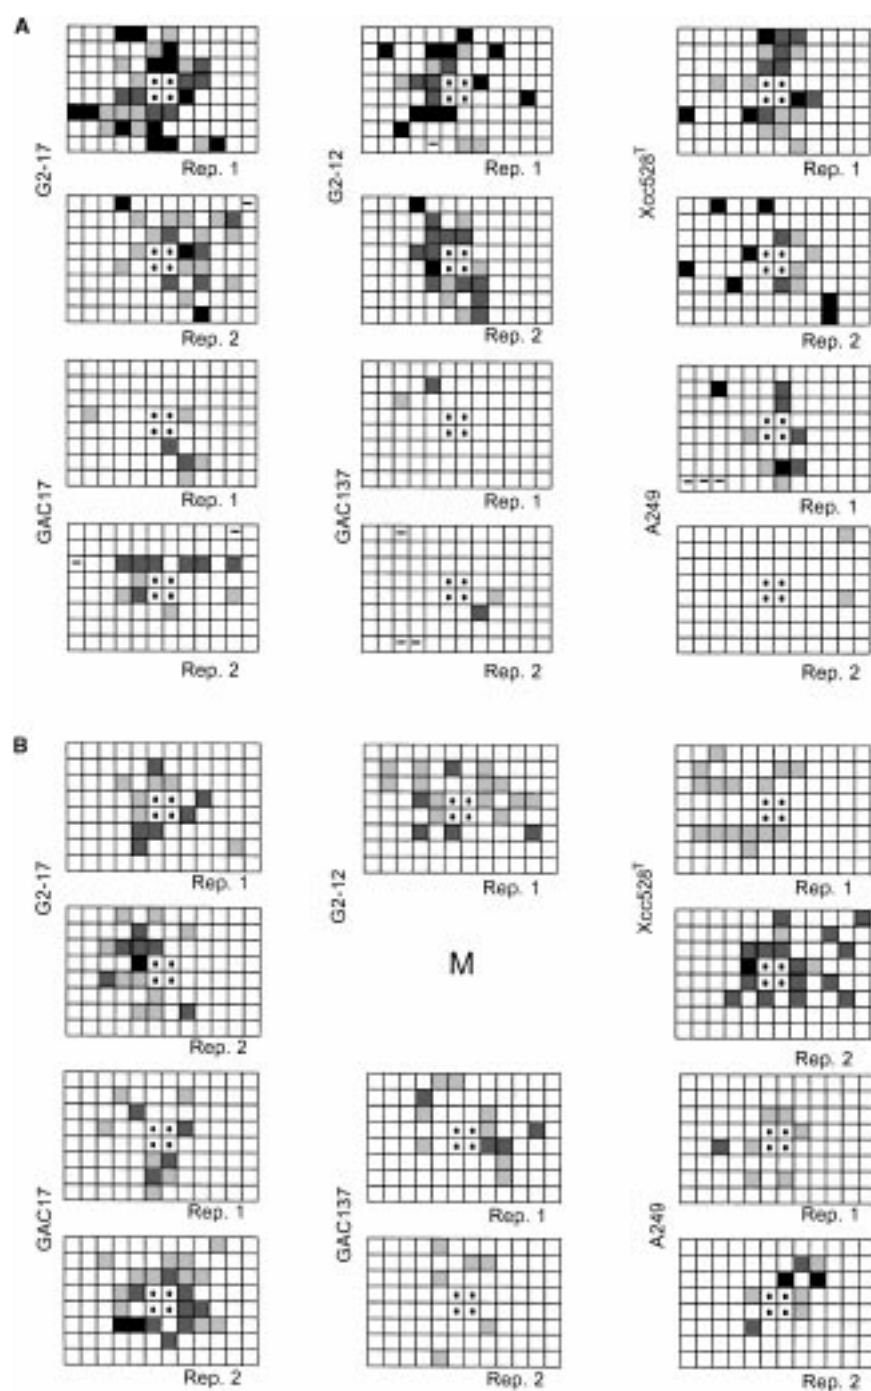 A
G2-17
Rep. 1
G2-12
Rep. 1
Xcc528T
Rep. 1
Rep. 2
Rep. 2
Rep. 2
GAC17
Rep. 1
GAC137
Rep. 1
A249
Rep. 1
Rep. 2
Rep. 2
Rep. 2
B
G2-17
Rep. 1
G2-12
Rep. 1
Xcc528T
Rep. 1
Rep. 2
M
Rep. 2
GAC17
Rep. 1
GAC137
Rep. 1
A249
Rep. 1
Rep. 2
Rep. 2
Rep. 2